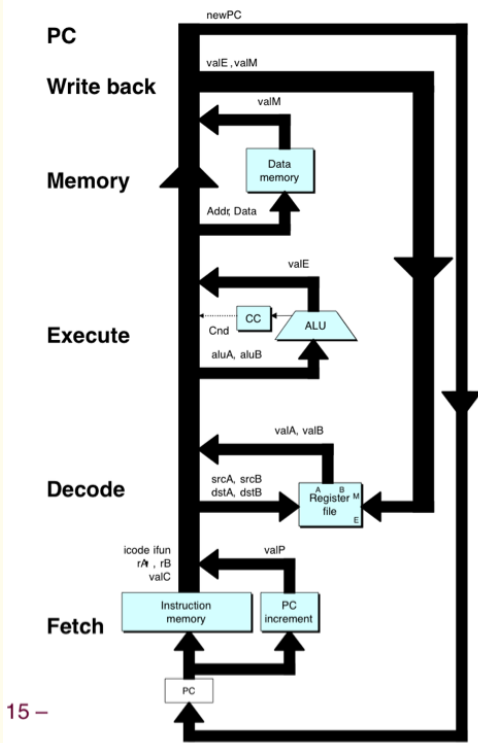 newPC
PC
valE , valM
Write back
valM
Data
memory
Memory
Addr, Data
valE
CC
ALU
Cnd
Execute
aluA, aluB
valA, valB
srcA, srcB
dstA, dstB
A B
M
Register
file
E
Decode
icode ifun
rA , rB
valC
valP
Instruction
memory
PC
increment
Fetch
PC
15 –